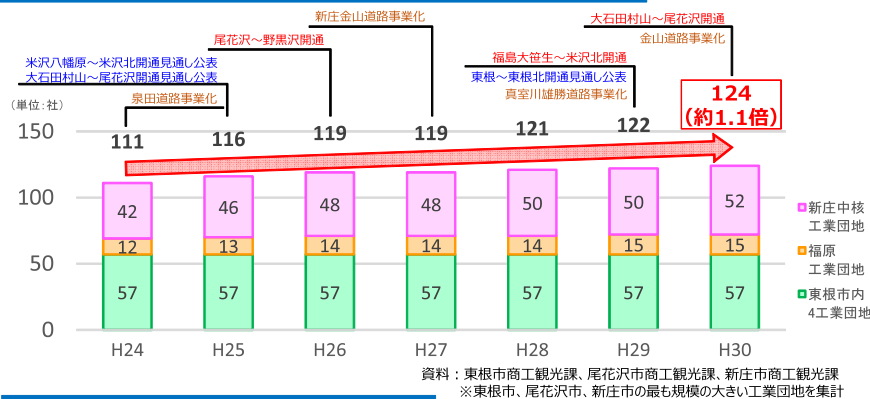 新庄金山道路事業化
大石田村山～尾花沢開通
金山道路事業化
尾花沢～野黒沢開通
福島大笹生～米沢北開通
米沢八幡原～米沢北開通見通し公表
大石田村山～尾花沢開通見通し公表
東根～東根北開通見通し公表
真室川雄勝道路事業化
泉田道路事業化
（単位：社）
124
（約1.1倍）
150
111 116 119 119 121 122
100
42 46 48 48 50 50 52
新庄中核
工業団地
12 13 14 14 14 15 15
福原
工業団地
50
57 57 57 57 57 57 57
東根市内
4工業団地
0
H24 H25 H26 H27 H28 H29 H30
資料：東根市商工観光課、尾花沢市商工観光課、新庄市商工観光課
※東根市、尾花沢市、新庄市の最も規模の大きい工業団地を集計